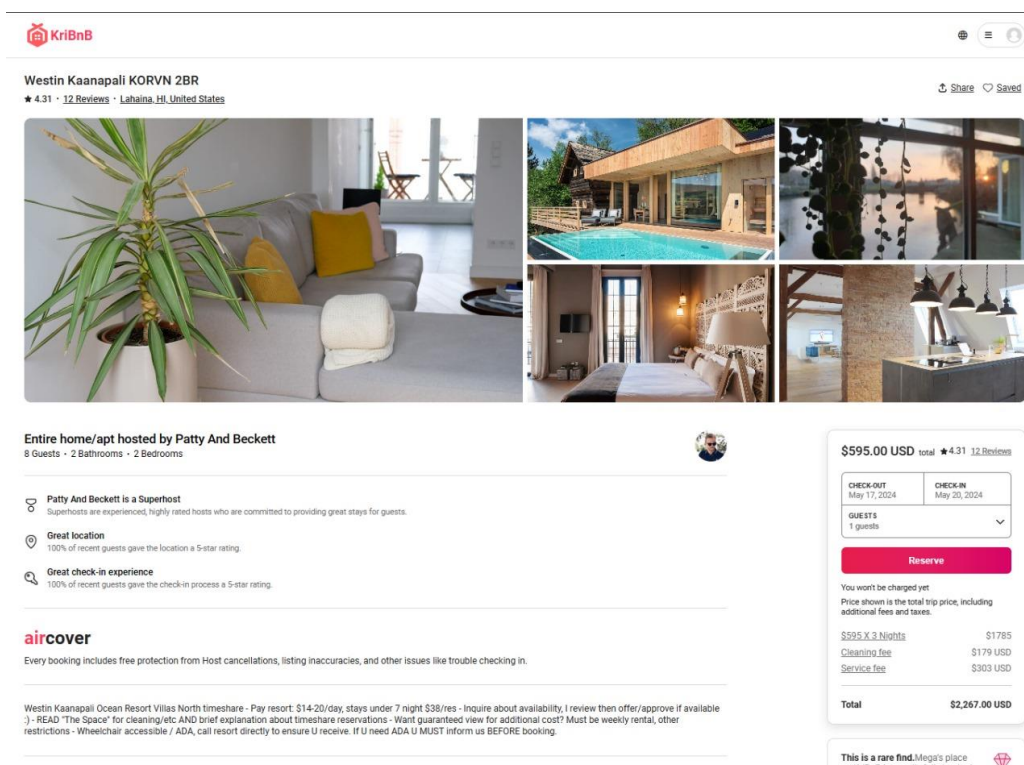 KriBnB
Westin Kaanapali KORVN 2BR
★ 4.31 · 12 Reviews · Lahaina, HI, United States
Share Saved
Entire home/apt hosted by Patty And Beckett
8 Guests · 2 Bathrooms · 2 Bedrooms
Patty And Beckett is a Superhost
Superhosts are experienced, highly rated hosts who are committed to providing great stays for guests.
Great location
100% of recent guests gave the location a 5-star rating.
Great check-in experience
100% of recent guests gave the check-in process a 5-star rating.
aircover
Every booking includes free protection from Host cancellations, listing inaccuracies, and other issues like trouble checking in.
Westin Kaanapali Ocean Resort Villas North timeshare - Pay resort: $14-20/day, stays under 7 night $38/res - Inquire about availability, I review then offer/approve if available
:) - READ "The Space" for cleaning/etc AND brief explanation about timeshare reservations - Want guaranteed view for additional cost? Must be weekly rental, other
restrictions - Wheelchair accessible / ADA, call resort directly to ensure U receive. If U need ADA U MUST inform us BEFORE booking.
$595.00 USD total ★4.31 12 Reviews
CHECK-OUT CHECK-IN
May 17, 2024 May 20, 2024
GUESTS
1 guests
Reserve
You won't be charged yet
Price shown is the total trip price, including
additional fees and taxes.
$595 X 3 Nights $1785
Cleaning fee $179 USD
Service fee $303 USD
Total $2,267.00 USD
This is a rare find.Mega's place